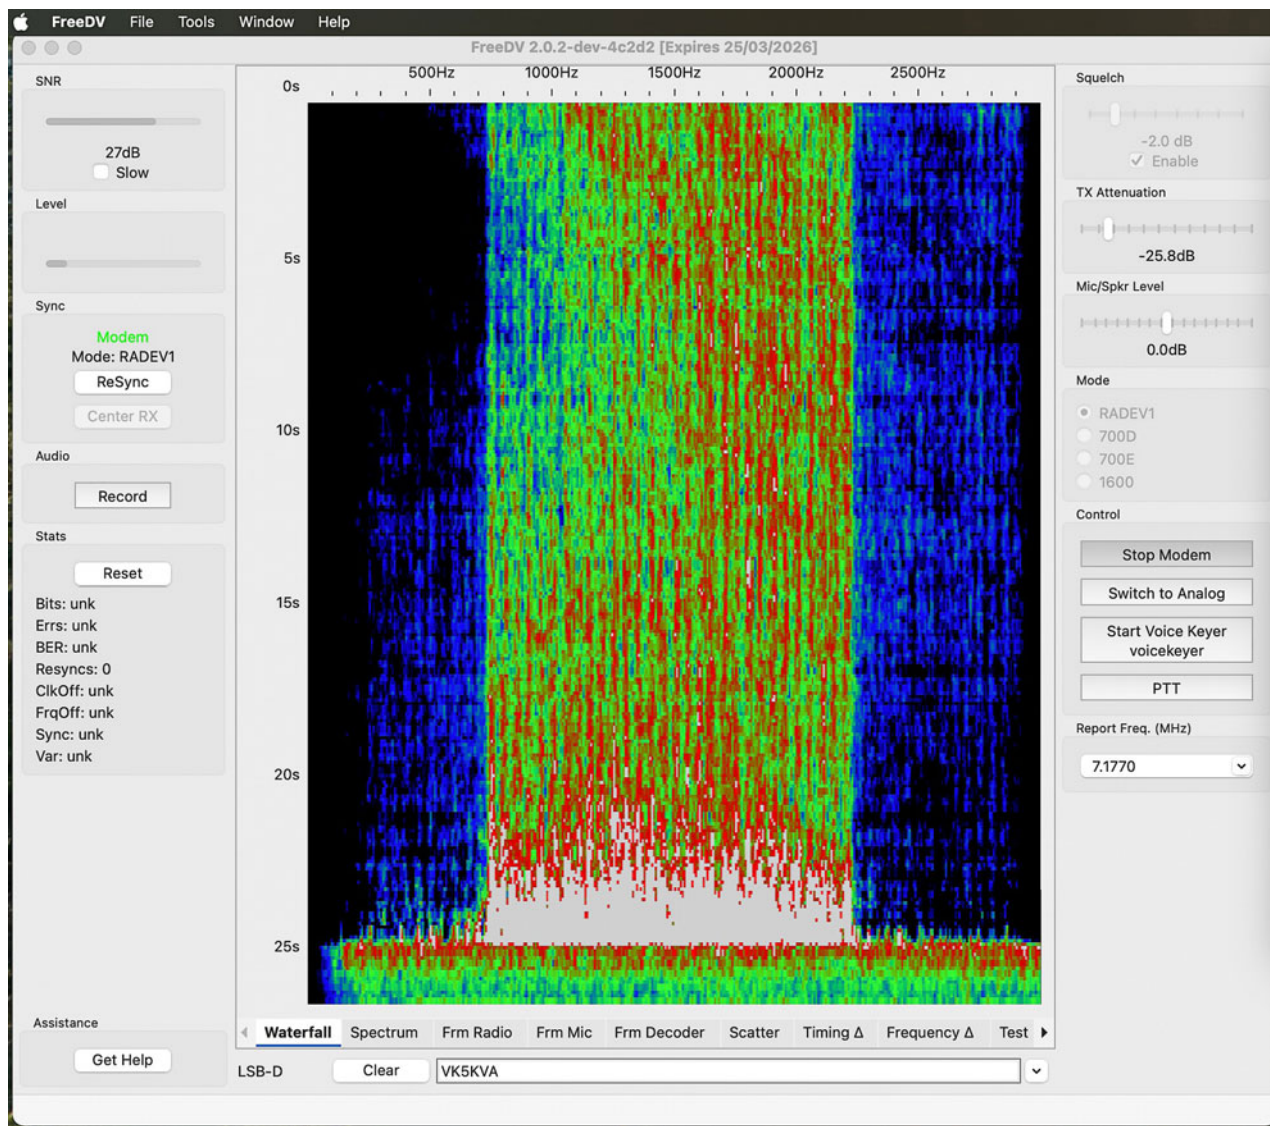 FreeDV File Tools Window Help
FreeDV 2.0.2-dev-4c2d2 [Expires 25/03/2026]
SNR
27dB
Slow
Level
Sync
Modem
Mode: RADEV1
ReSync
Center RX
Audio
Record
Stats
Reset
Bits: unk
Errs: unk
BER: unk
Resyncs: 0
ClkOff: unk
FrqOff: unk
Sync: unk
Var: unk
Assistance
Get Help
500Hz 1000Hz 1500Hz 2000Hz 2500Hz
0s
5s
10s
15s
20s
25s
Waterfall Spectrum Frm Radio Frm Mic Frm Decoder Scatter Timing Δ Frequency Δ Test
LSB-D Clear VK5KVA
Squelch
-2.0 dB
Enable
TX Attenuation
-25.8dB
Mic/Spkr Level
0.0dB
Mode
RADEV1
700D
700E
1600
Control
Stop Modem
Switch to Analog
Start Voice Keyer
voicekeyer
PTT
Report Freq. (MHz)
7.1770